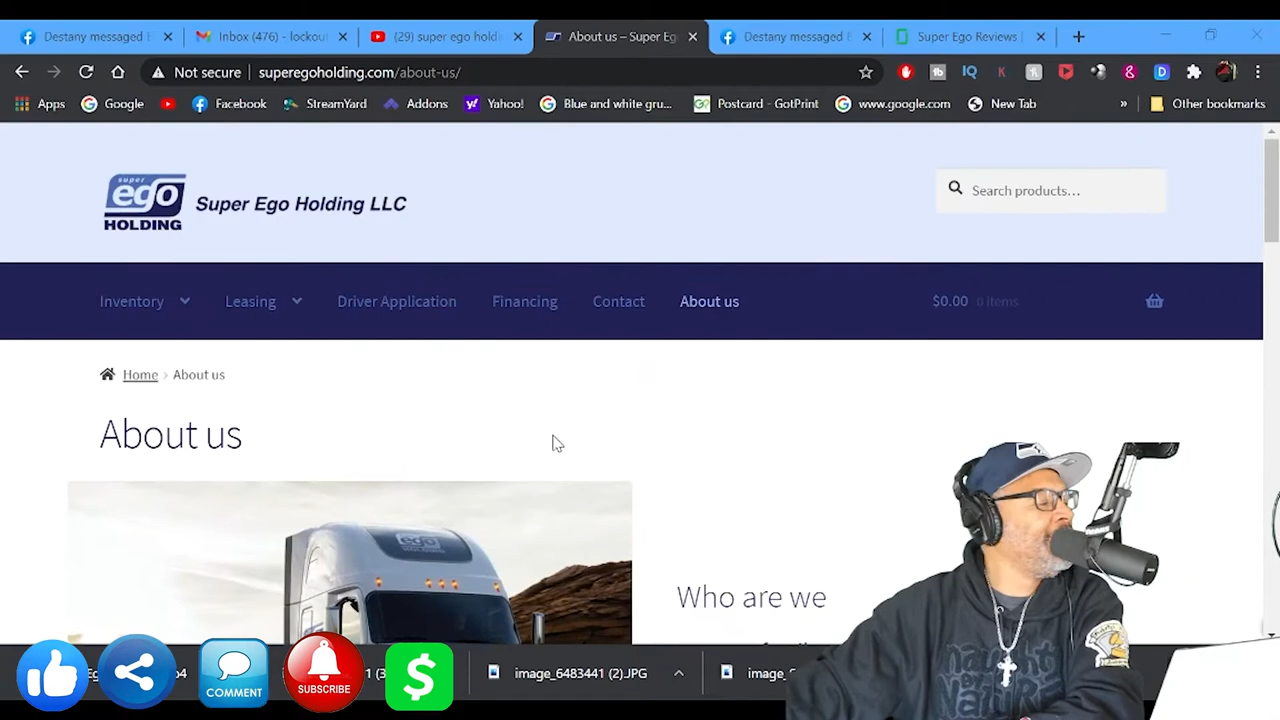 Destany messaged
Inbox (476) - lockout
(29) super ego holdi
About us – Super Eg
Destany messaged
Super Ego Reviews |
Not secure
superegoholding.com/about-us/
Apps
Google
Facebook
StreamYard
Addons
Yahoo!
Blue and white gru...
Postcard - GotPrint
www.google.com
New Tab
»
Other bookmarks
super
ego
HOLDING
Super Ego Holding LLC
Search products...
Inventory
Leasing
Driver Application
Financing
Contact
About us
$0.00 0 items
Home › About us
About us
ego
HOLDING
Who are we
COMMENT
SUBSCRIBE
$
image_6483441 (2).JPG